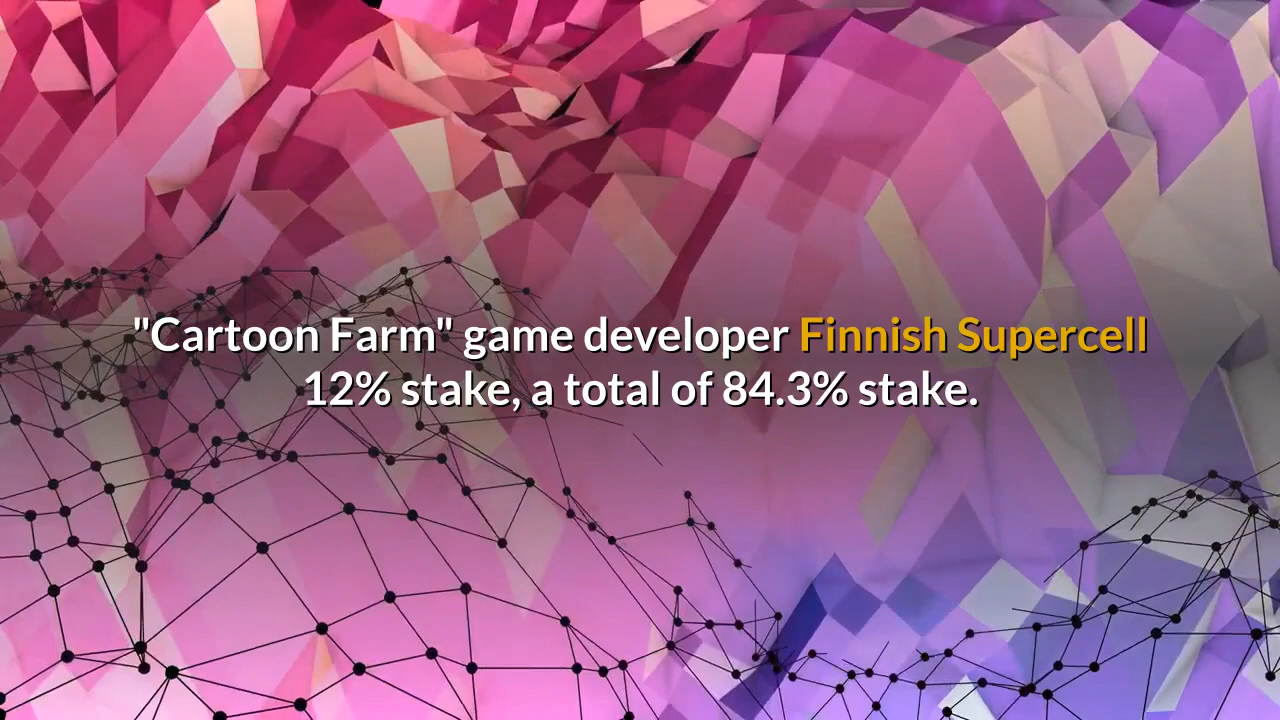 "Cartoon Farm" game developer Finnish Supercell
12% stake, a total of 84.3% stake.